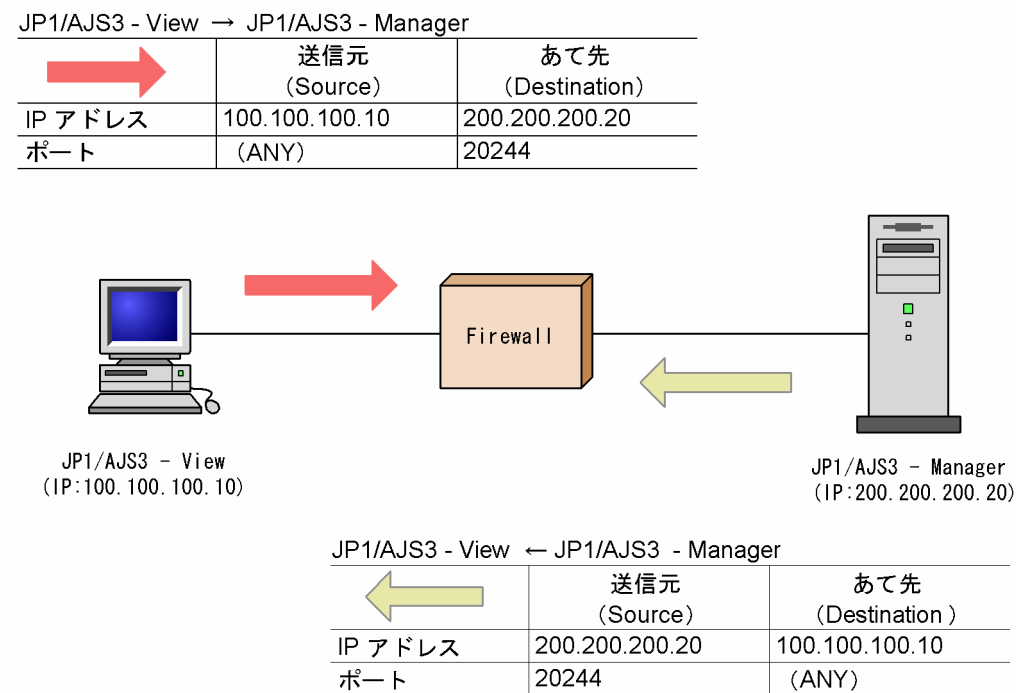 JP1/AJS3 - View → JP1/AJS3 - Manager
送信元 あて先
(Source) (Destination)
IP アドレス 100.100.100.10 200.200.200.20
ポート (ANY) 20244
Firewall
JP1/AJS3 - View
(IP:100.100.100.10)
JP1/AJS3 - Manager
(IP:200.200.200.20)
JP1/AJS3 - View ← JP1/AJS3 - Manager
送信元 あて先
(Source) (Destination )
IP アドレス 200.200.200.20 100.100.100.10
ポート 20244 (ANY)